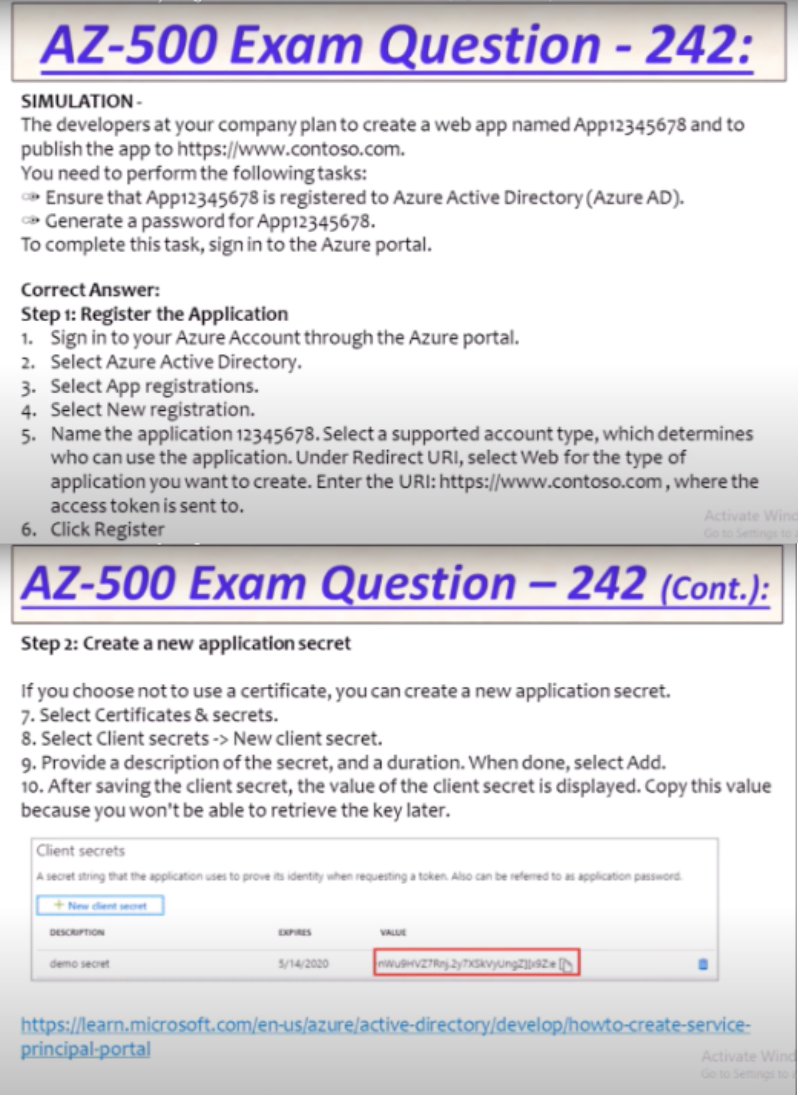 AZ-500 Exam Question - 242:
SIMULATION -
The developers at your company plan to create a web app named App12345678 and to
publish the app to https://www.contoso.com.
You need to perform the following tasks:
Ensure that App12345678 is registered to Azure Active Directory (Azure AD).
Generate a password for App12345678.
To complete this task, sign in to the Azure portal.
Correct Answer:
Step 1: Register the Application
1. Sign in to your Azure Account through the Azure portal.
2. Select Azure Active Directory.
3. Select App registrations.
4. Select New registration.
5. Name the application 12345678. Select a supported account type, which determines
who can use the application. Under Redirect URI, select Web for the type of
application you want to create. Enter the URI: https://www.contoso.com , where the
access token is sent to.
Activate Wind
6. Click Register
Go to Settings to
AZ-500 Exam Question – 242 (Cont.):
Step 2: Create a new application secret
If you choose not to use a certificate, you can create a new application secret.
7. Select Certificates & secrets.
8. Select Client secrets -> New client secret.
9. Provide a description of the secret, and a duration. When done, select Add.
10. After saving the client secret, the value of the client secret is displayed. Copy this value
because you won't be able to retrieve the key later.
Client secrets
A secret string that the application uses to prove its identity when requesting a token. Also can be referred to as application password.
+ New client secret
DESCRIPTION EXPIRES VALUE
demo secret 5/14/2020
https://learn.microsoft.com/en-us/azure/active-directory/develop/howto-create-service-
principal-portal
Activate Wind
Go to Settings to